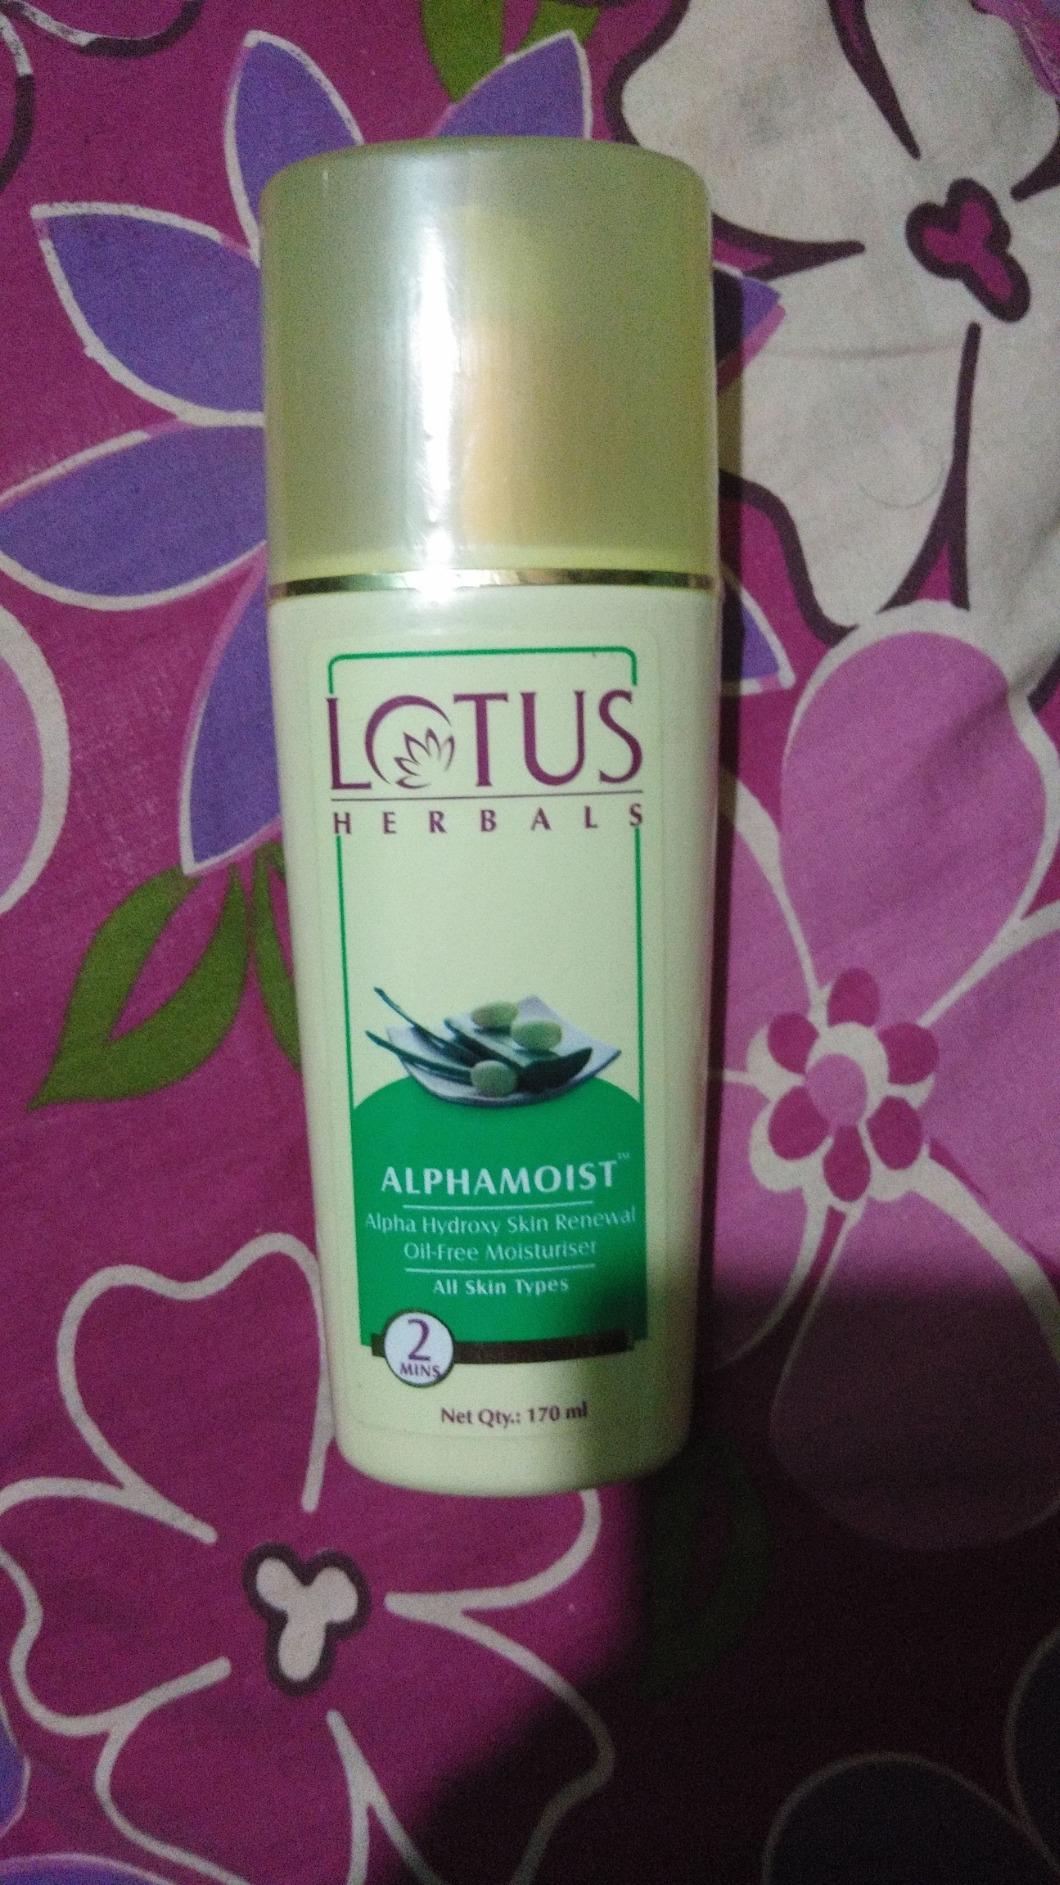 LOTUS
HERBALS
ALPHAMOIST™
Alpha Hydroxy Skin Renewal
Oil-Free Moisturiser
All Skin Types
2
MINS
Net Qty.: 170 ml